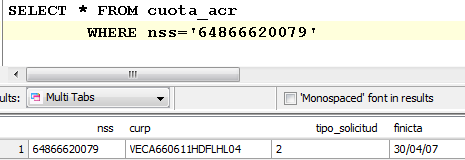 SELECT * FROM cuota_acr
WHERE nss='64866620079'
ults: Multi Tabs 'Monospaced' font in results
nss curp tipo_solicitud finicta
1 64866620079 VECA660611HDFLHL04 2 30/04/07